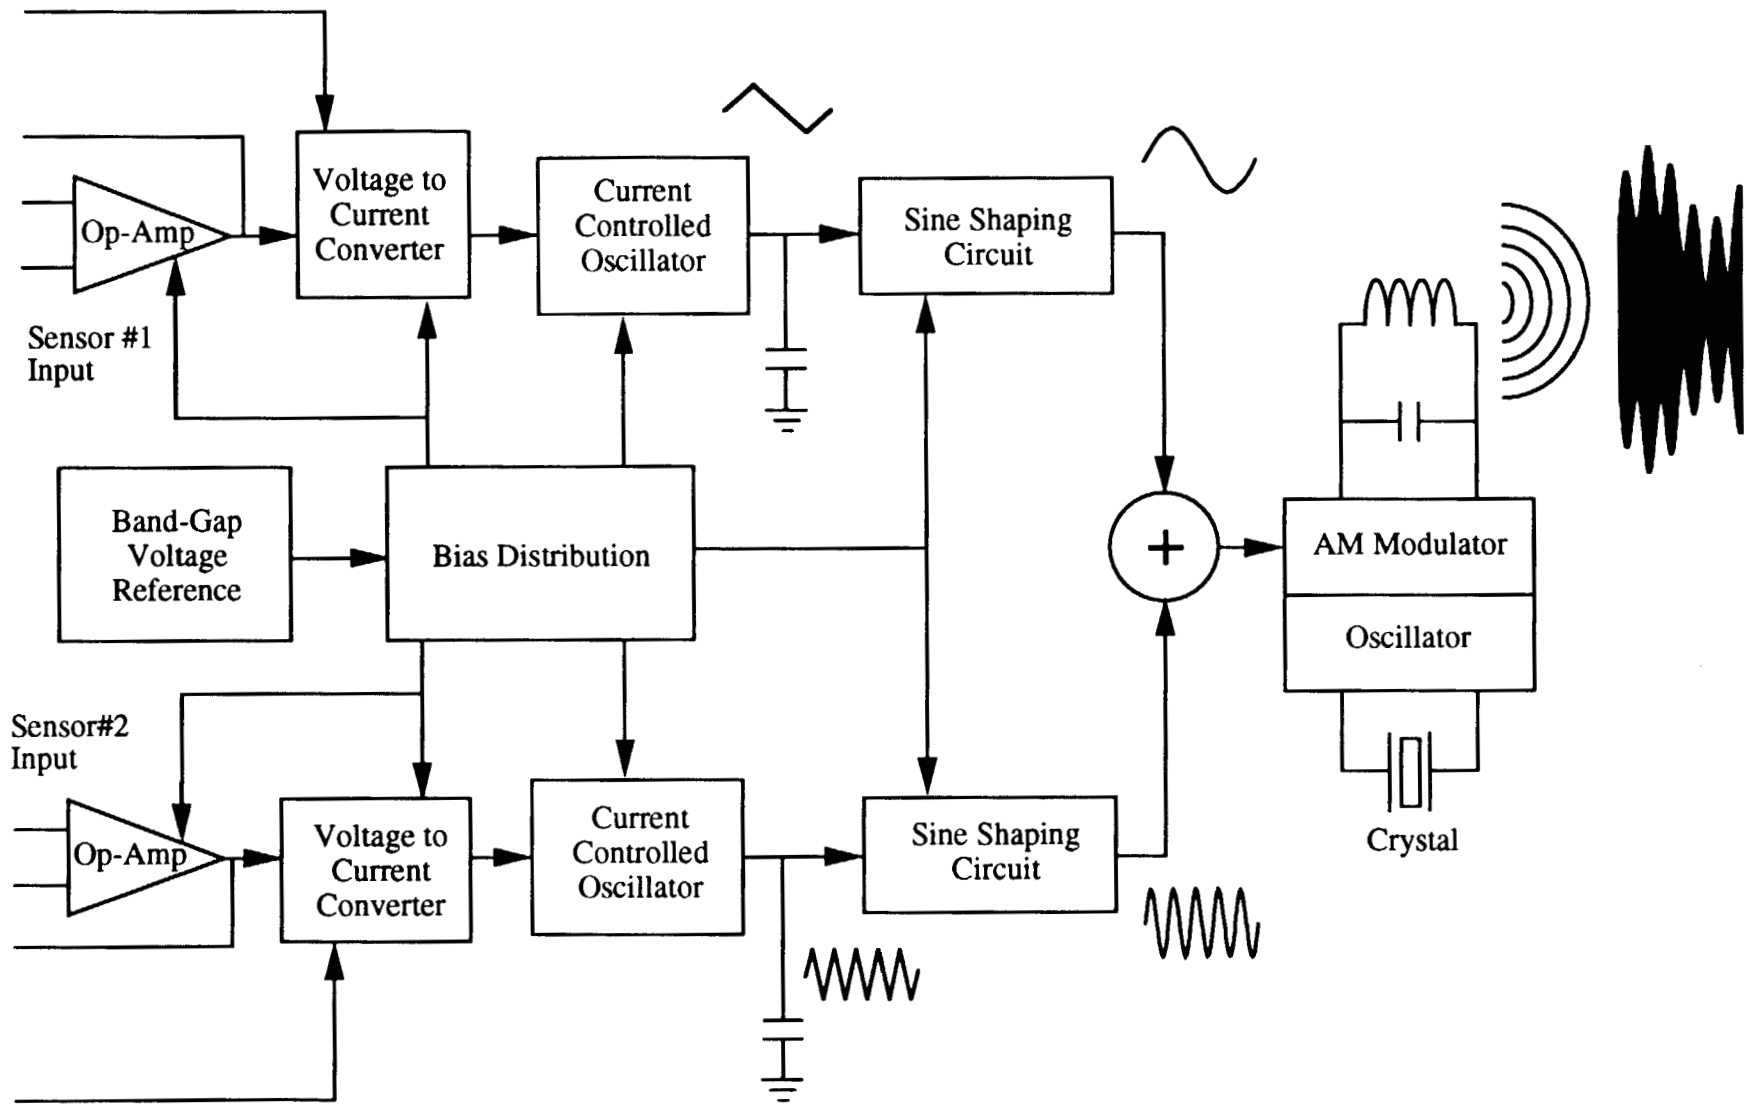 Voltage to
Current
Converter
Current
Controlled
Oscillator
Sine Shaping
Circuit
Op-Amp
Sensor #1
Input
Band-Gap
Voltage
Reference
Bias Distribution
+
AM Modulator
Oscillator
Crystal
Sensor#2
Input
Op-Amp
Voltage to
Current
Converter
Current
Controlled
Oscillator
Sine Shaping
Circuit